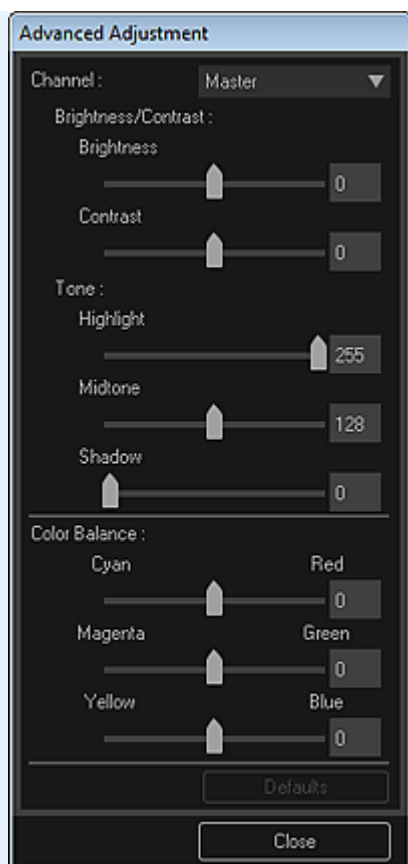 Advanced Adjustment
Channel : Master
Brightness/Contrast :
Brightness
0
Contrast
0
Tone :
Highlight
255
Midtone
128
Shadow
0
Color Balance :
Cyan Red
0
Magenta Green
0
Yellow Blue
0
Defaults
Close